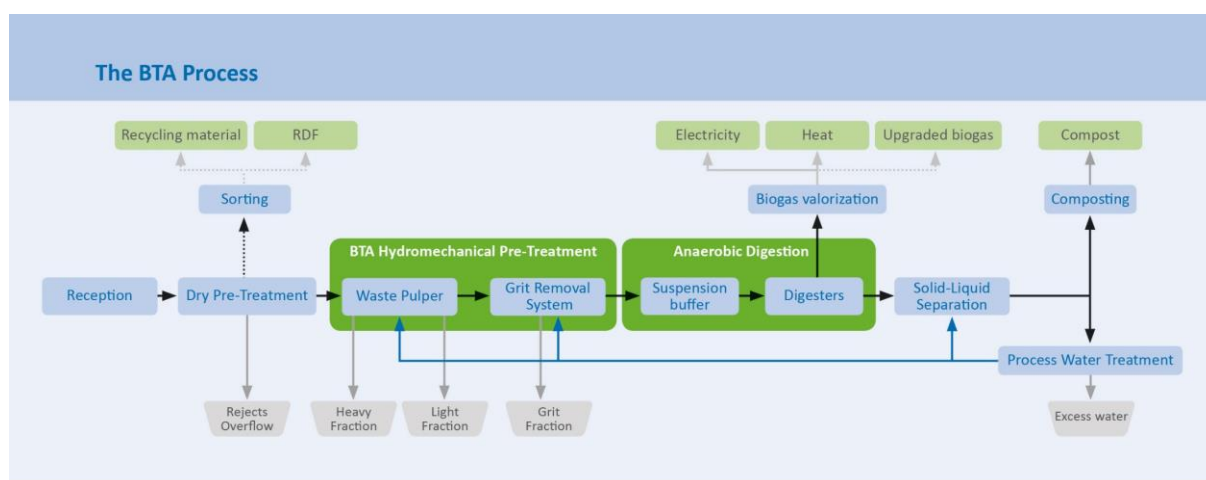 The BTA Process
Recycling material
RDF
Electricity
Heat
Upgraded biogas
Compost
Sorting
Biogas valorization
Composting
BTA Hydromechanical Pre-Treatment
Anaerobic Digestion
Reception
Dry Pre-Treatment
Waste Pulper
Grit Removal
System
Suspension
buffer
Digesters
Solid-Liquid
Separation
Process Water Treatment
Rejects
Overflow
Heavy
Fraction
Light
Fraction
Grit
Fraction
Excess water